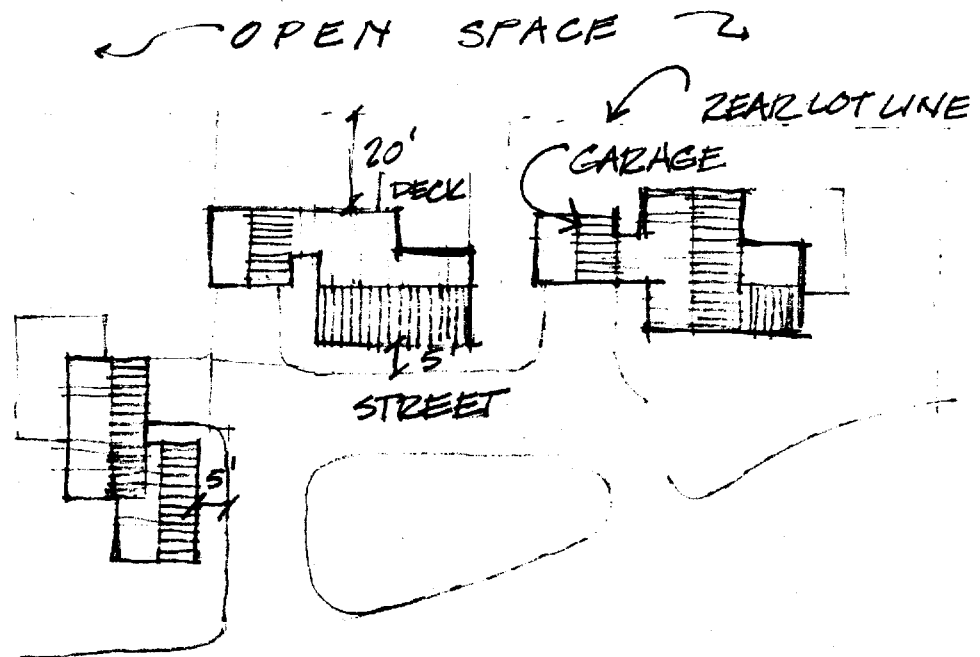 OPEN SPACE
REAR LOT LINE
20'
GARAGE
DECK
5'
STREET
5'